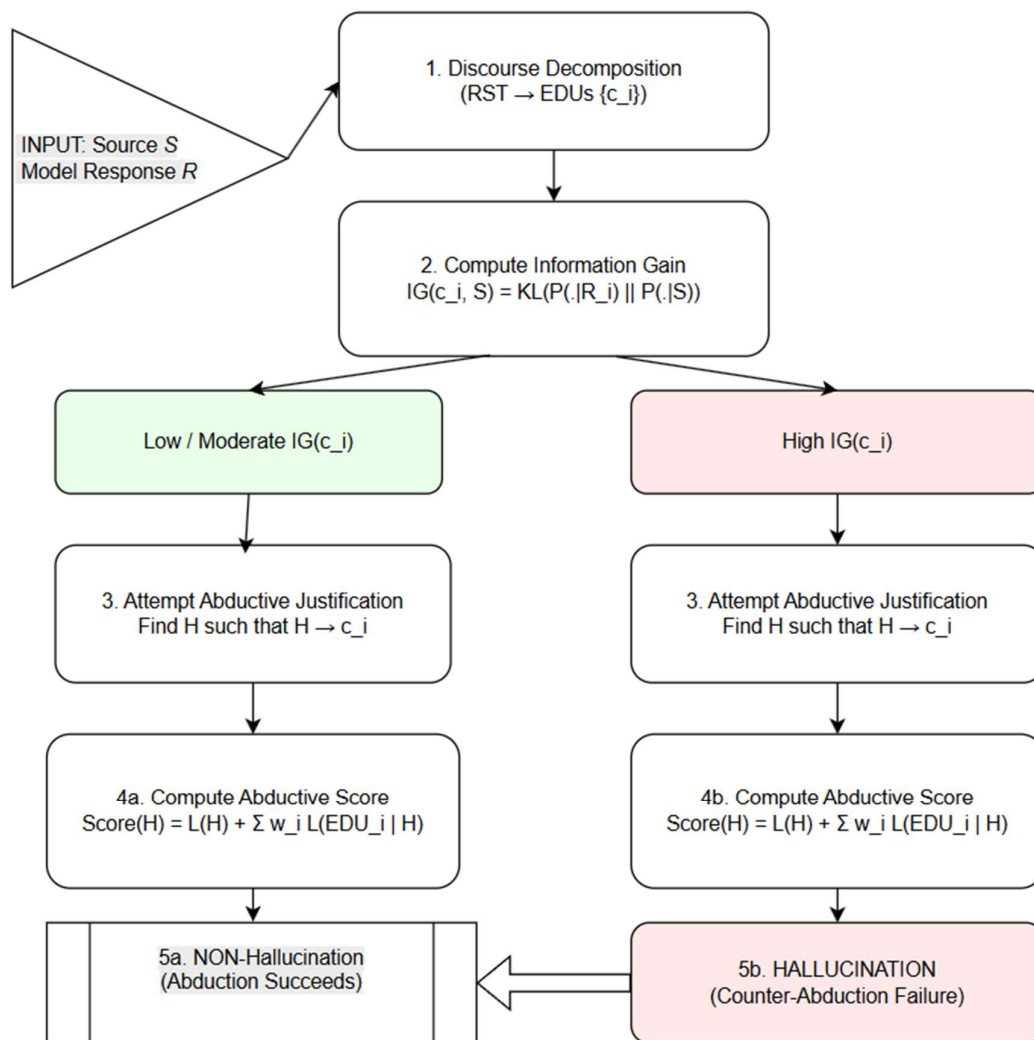 1. Discourse Decomposition
(RST → EDUs {c_i})
INPUT: Source S
Model Response R
2. Compute Information Gain
IG(c_i, S) = KL(P(.|R_i) || P(.|S))
Low / Moderate IG(c_i)
High IG(c_i)
3. Attempt Abductive Justification
Find H such that H → c_i
3. Attempt Abductive Justification
Find H such that H → c_i
4a. Compute Abductive Score
Score(H) = L(H) + Σ w_i L(EDU_i | H)
4b. Compute Abductive Score
Score(H) = L(H) + Σ w_i L(EDU_i | H)
5a. NON-Hallucination
(Abduction Succeeds)
5b. HALLUCINATION
(Counter-Abduction Failure)